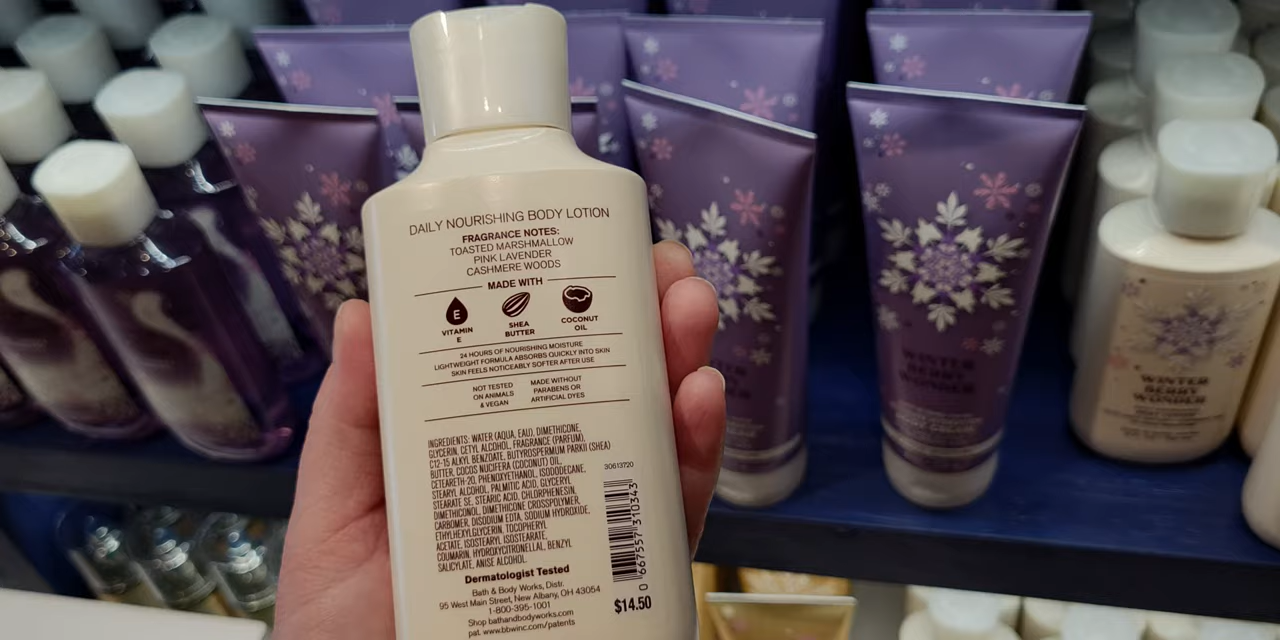 DAILY NOURISHING BODY LOTION
FRAGRANCE NOTES:
TOASTED MARSHMALLOW
PINK LAVENDER
CASHMERE WOODS
MADE WITH
E
VITAMIN
E
SHEA
BUTTER
COCONUT
OIL
24 HOURS OF NOURISHING MOISTURE
LIGHTWEIGHT FORMULA ABSORBS QUICKLY INTO SKIN
SKIN FEELS NOTICEABLY SOFTER AFTER USE
NOT TESTED
ON ANIMALS
& VEGAN
MADE WITHOUT
PARABENS OR
ARTIFICIAL DYES
INGREDIENTS: WATER (AQUA, EAU), DIMETHICONE,
GLYCERIN, CETYL ALCOHOL, FRAGRANCE (PARFUM),
C12-15 ALKYL BENZOATE, BUTYROSPERMUM PARKII (SHEA)
BUTTER, COCOS NUCIFERA (COCONUT) OIL,
CETEARETH-20, PHENOXYETHANOL, ISODODECANE,
STEARYL ALCOHOL, PALMITIC ACID, GLYCERYL
STEARATE SE, STEARIC ACID, CHLORPHENESIN,
DIMETHICONOL, DIMETHICONE CROSSPOLYMER,
CARBOMER, DISODIUM EDTA, SODIUM HYDROXIDE,
ETHYLHEXYLGLYCERIN, TOCOPHERYL
ACETATE, ISOSTEARYL ISOSTEARATE,
COUMARIN, HYDROXYCITRONELLAL, BENZYL
SALICYLATE, ANISE ALCOHOL.
30613720
0 667557 310343
Dermatologist Tested
Bath & Body Works, Distr.
95 West Main Street, New Albany, OH 43054
1-800-395-1001
Shop bathandbodyworks.com
pat. www.bbwinc.com/patents
$14.50
WINTER
BERRY
WONDER
WINTER
BERRY
WONDER